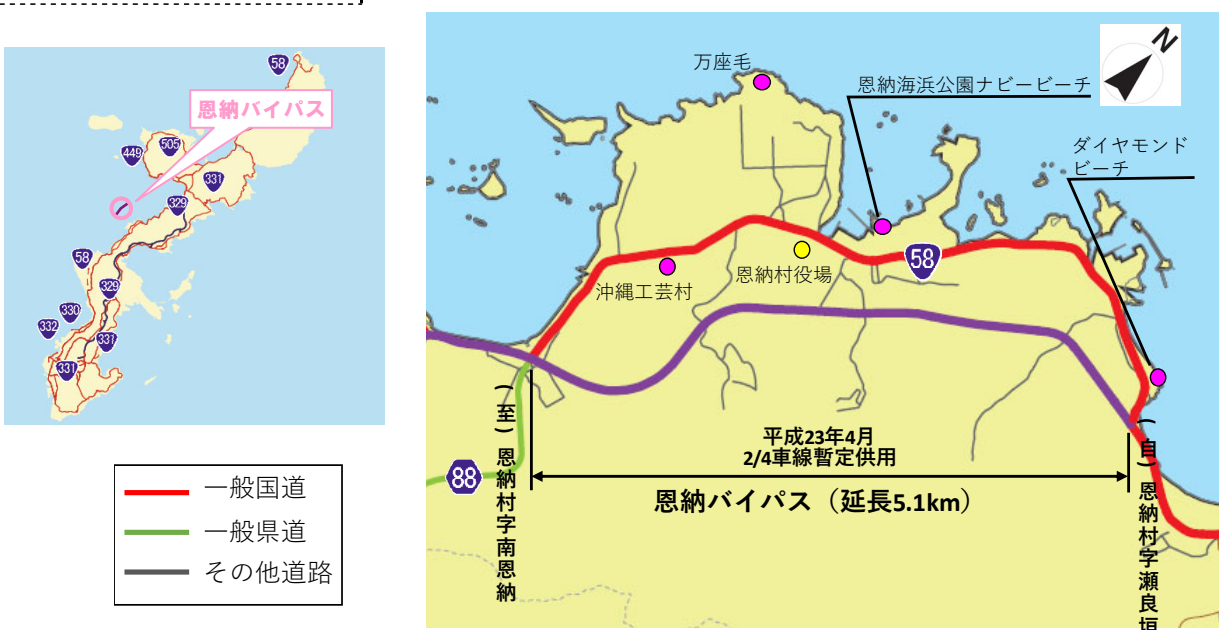 58
恩納バイパス
505
449
331
329
58
329
330
332
331
331
一般国道
一般県道
その他道路
N
万座毛
恩納海浜公園ナビービーチ
ダイヤモンド
ビーチ
58
恩納村役場
沖縄工芸村
88
平成23年4月
2/4車線暫定供用
恩納バイパス（延長5.1km）
(至)恩納村字南恩納
(自)恩納村字瀬良垣